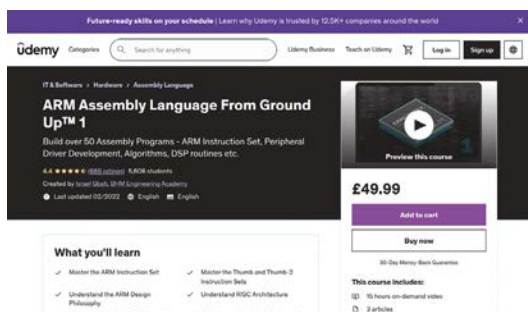 Future-ready skills on your schedule | Learn why Udemy is trusted by 12.5K+ companies around the world ×
ûdemy Categories Search for anything Udemy Business Teach on Udemy Log in Sign up
IT & Software › Hardware › Assembly Language
ARM Assembly Language From Ground
Up™ 1
Build over 50 Assembly Programs - ARM Instruction Set, Peripheral
Driver Development, Algorithms, DSP routines etc.
4.4 ratings) students
Created by Israel Gbati, BHM Engineering Academy
Last updated 02/2022 English English
Preview this course
£49.99
Add to cart
Buy now
30-Day Money-Back Guarantee
This course includes:
15 hours on-demand video
3 articles
What you'll learn
✓ Master the ARM Instruction Set
✓ Master the Thumb and Thumb-2
Instruction Sets
✓ Understand the ARM Design
Philosophy
✓ Understand RISC Architecture